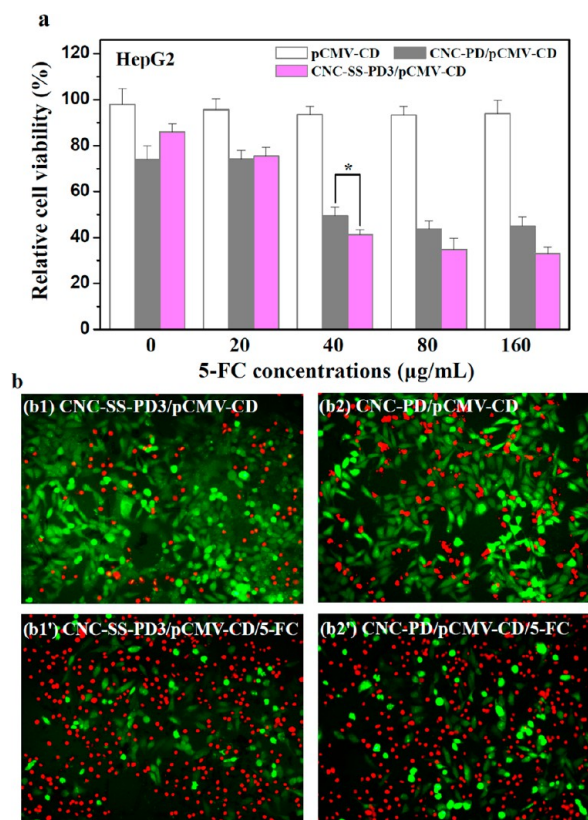 a
HepG2
pCMV-CD
CNC-PD/pCMV-CD
CNC-SS-PD3/pCMV-CD
120
100
80
60
40
20
0
Relative cell viability (%)
*
0 20 40 80 160
5-FC concentrations (µg/mL)
b
(b1) CNC-SS-PD3/pCMV-CD
(b2) CNC-PD/pCMV-CD
(b1') CNC-SS-PD3/pCMV-CD/5-FC
(b2') CNC-PD/pCMV-CD/5-FC